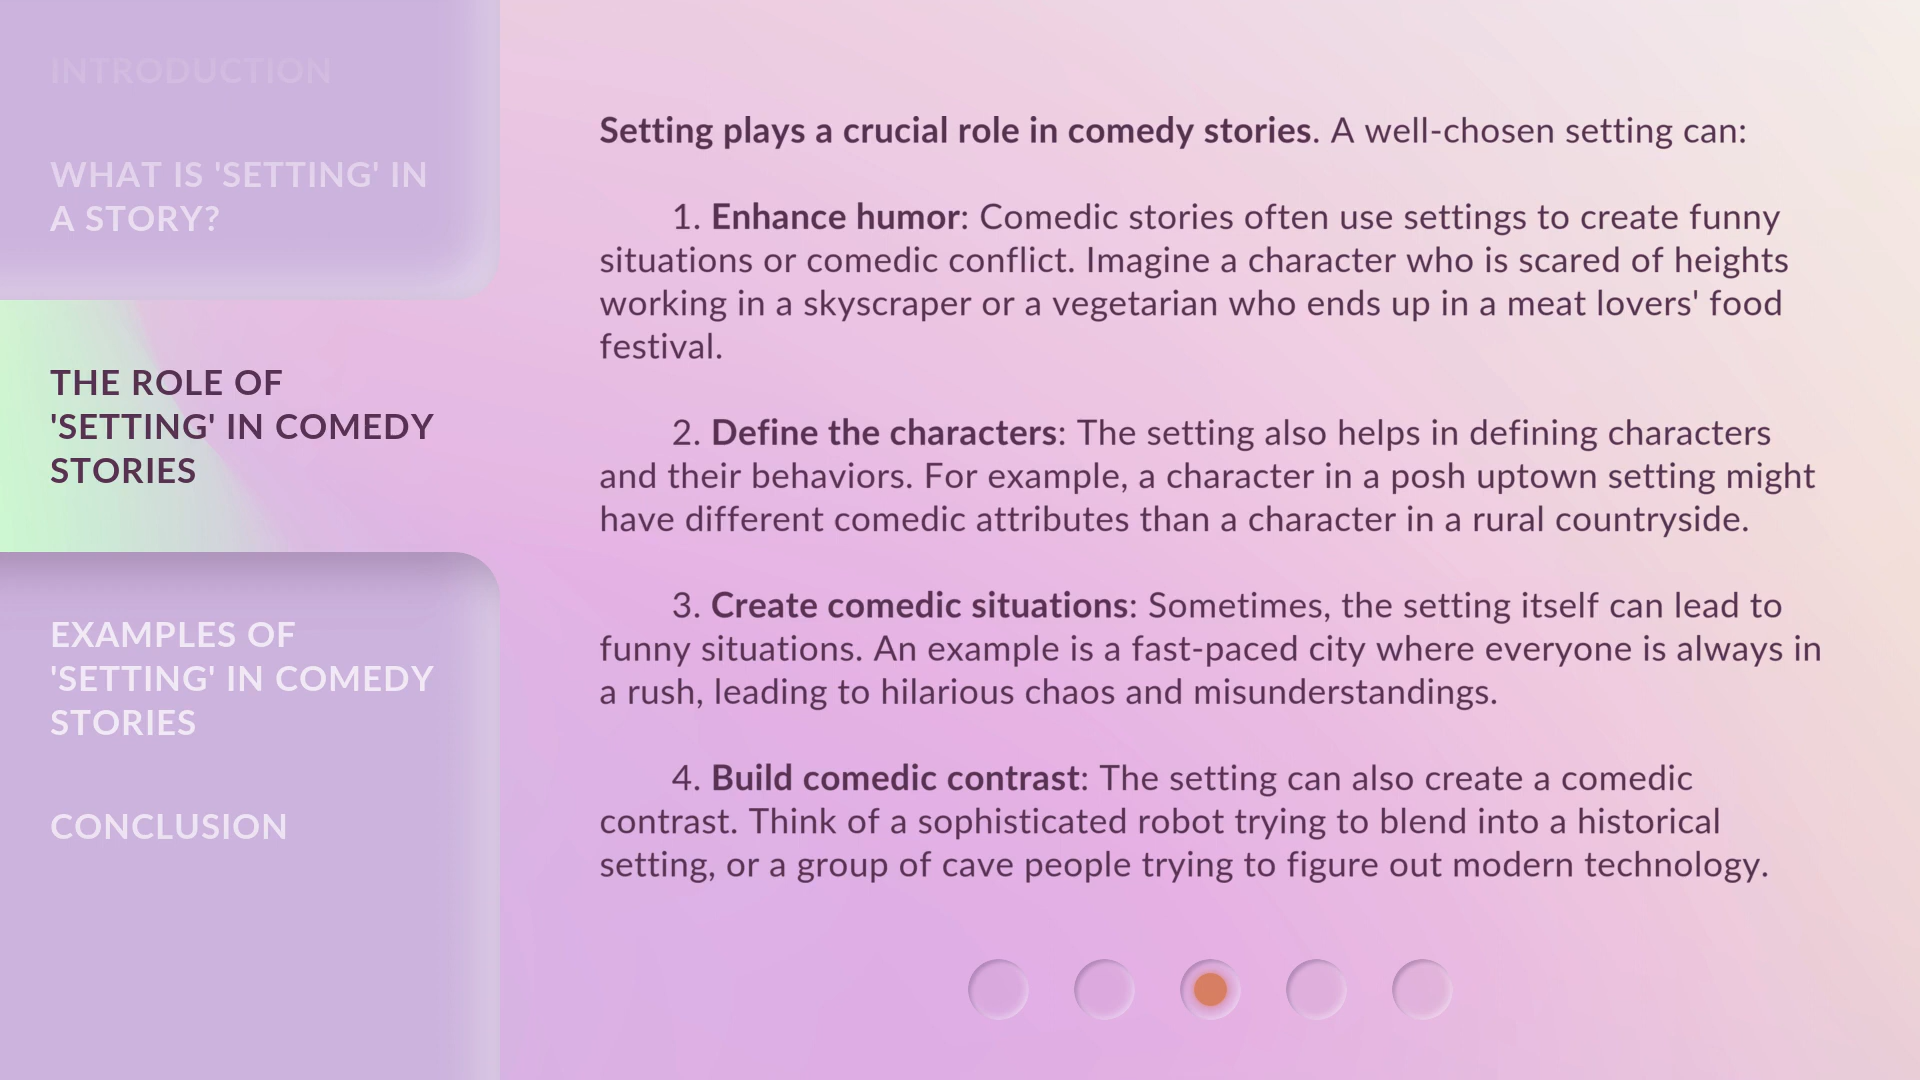 INTRODUCTION
WHAT IS 'SETTING' IN
A STORY?
THE ROLE OF
'SETTING' IN COMEDY
STORIES
EXAMPLES OF
'SETTING' IN COMEDY
STORIES
CONCLUSION
Setting plays a crucial role in comedy stories. A well-chosen setting can:
1. Enhance humor: Comedic stories often use settings to create funny
situations or comedic conflict. Imagine a character who is scared of heights
working in a skyscraper or a vegetarian who ends up in a meat lovers' food
festival.
2. Define the characters: The setting also helps in defining characters
and their behaviors. For example, a character in a posh uptown setting might
have different comedic attributes than a character in a rural countryside.
3. Create comedic situations: Sometimes, the setting itself can lead to
funny situations. An example is a fast-paced city where everyone is always in
a rush, leading to hilarious chaos and misunderstandings.
4. Build comedic contrast: The setting can also create a comedic
contrast. Think of a sophisticated robot trying to blend into a historical
setting, or a group of cave people trying to figure out modern technology.